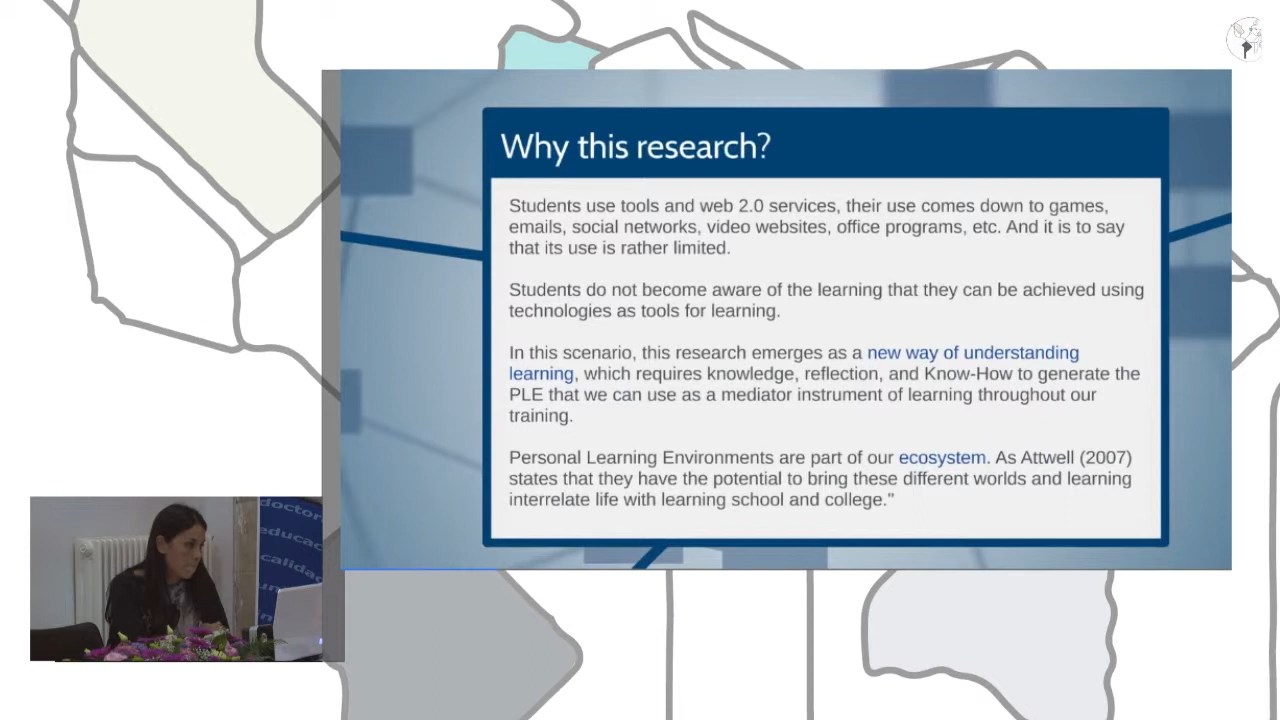 Why this research?
Students use tools and web 2.0 services, their use comes down to games,
emails, social networks, video websites, office programs, etc. And it is to say
that its use is rather limited.
Students do not become aware of the learning that they can be achieved using
technologies as tools for learning.
In this scenario, this research emerges as a new way of understanding
learning, which requires knowledge, reflection, and Know-How to generate the
PLE that we can use as a mediator instrument of learning throughout our
training.
Personal Learning Environments are part of our ecosystem. As Attwell (2007)
states that they have the potential to bring these different worlds and learning
interrelate life with learning school and college."
doctor
educac
calidad